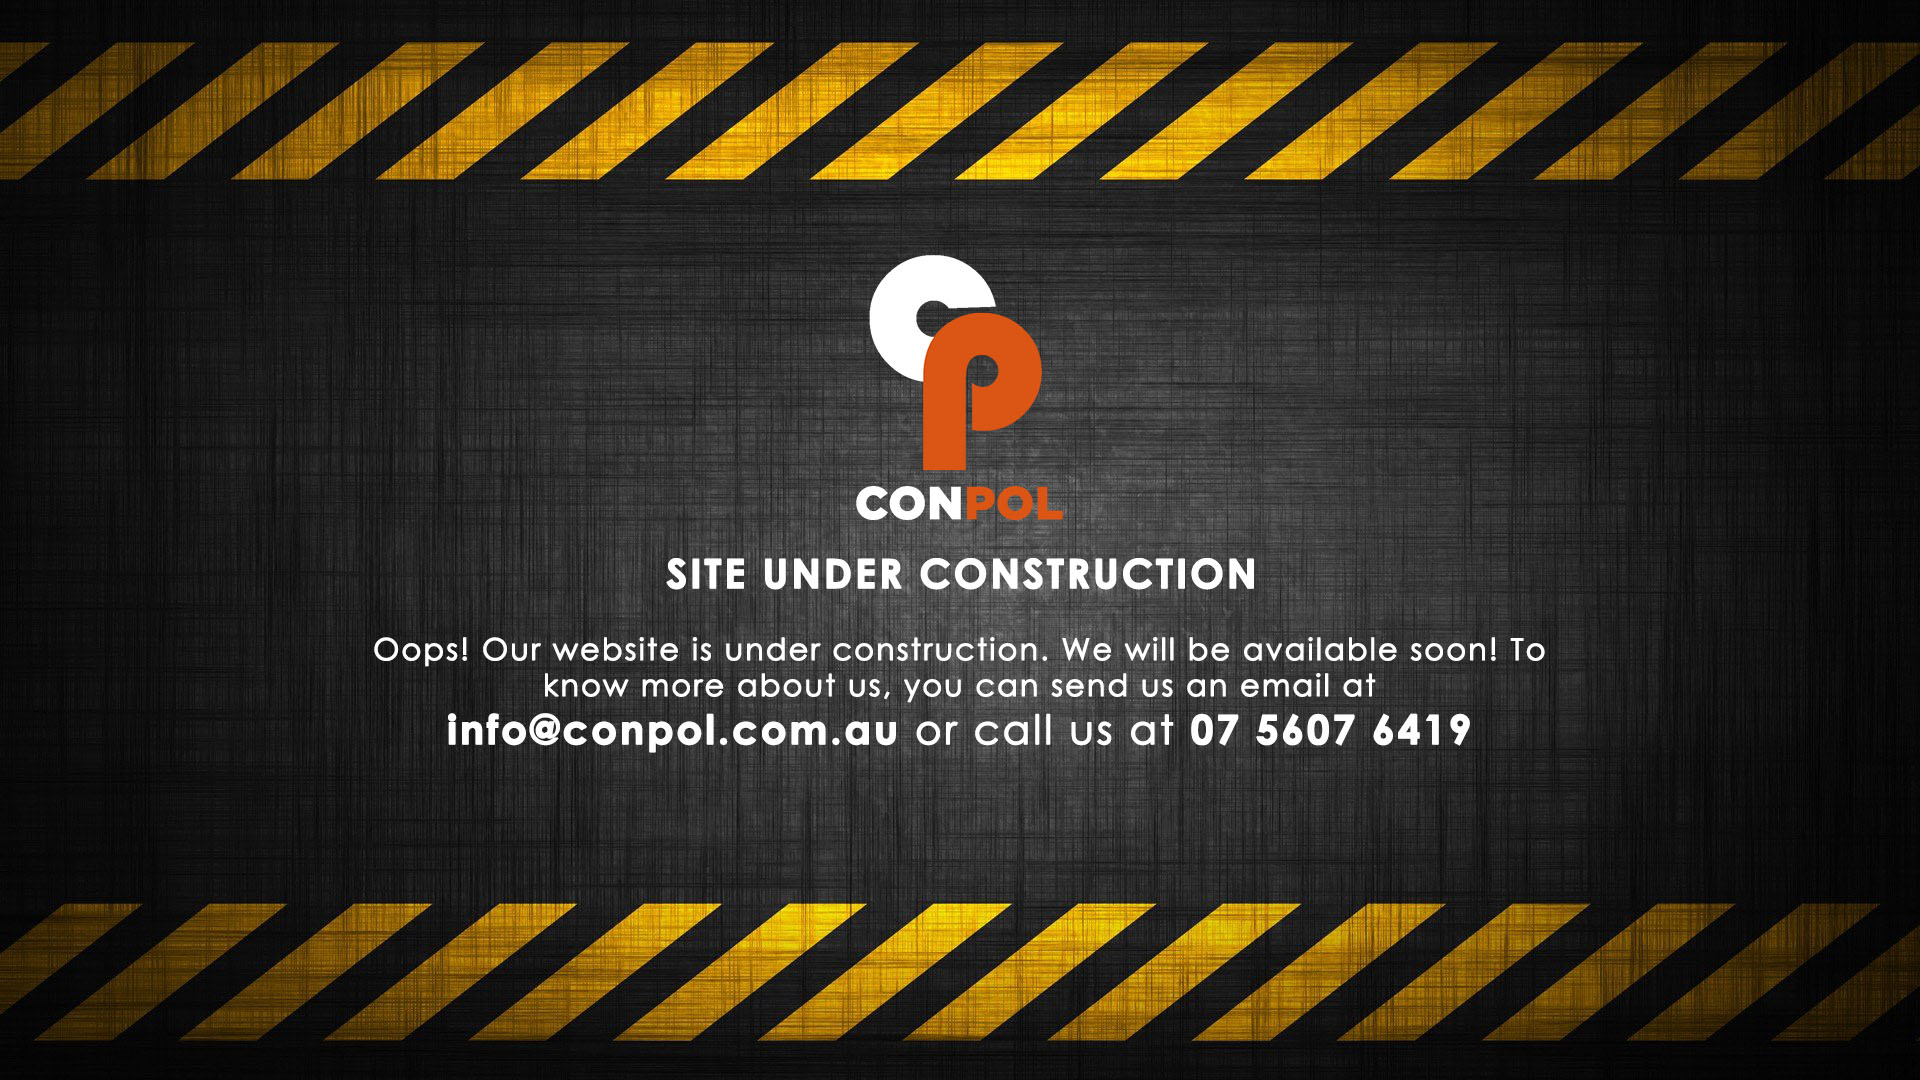 CP
CONPOL
SITE UNDER CONSTRUCTION
Oops! Our website is under construction. We will be available soon! To
know more about us, you can send us an email at
info@conpol.com.au or call us at 07 5607 6419